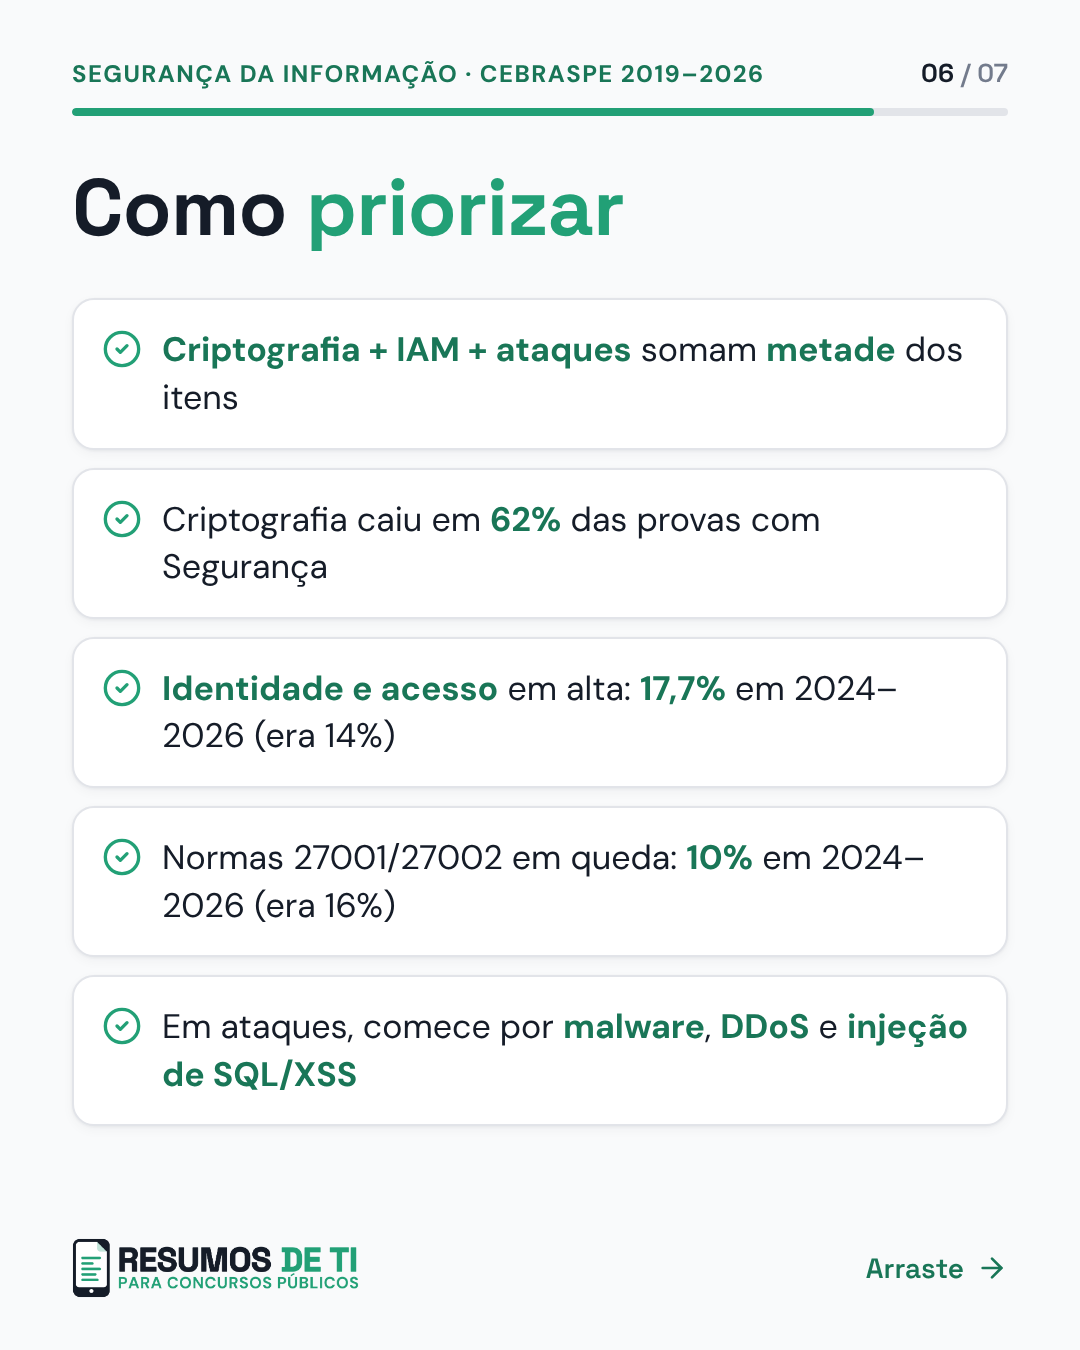 SEGURANÇA DA INFORMAÇÃO · CEBRASPE 2019–2026
06 / 07
Como priorizar
Criptografia + IAM + ataques somam metade dos
itens
Criptografia caiu em 62% das provas com
Segurança
Identidade e acesso em alta: 17,7% em 2024–
2026 (era 14%)
Normas 27001/27002 em queda: 10% em 2024–
2026 (era 16%)
Em ataques, comece por malware, DDoS e injeção
de SQL/XSS
RESUMOS DE TI
PARA CONCURSOS PÚBLICOS
Arraste →